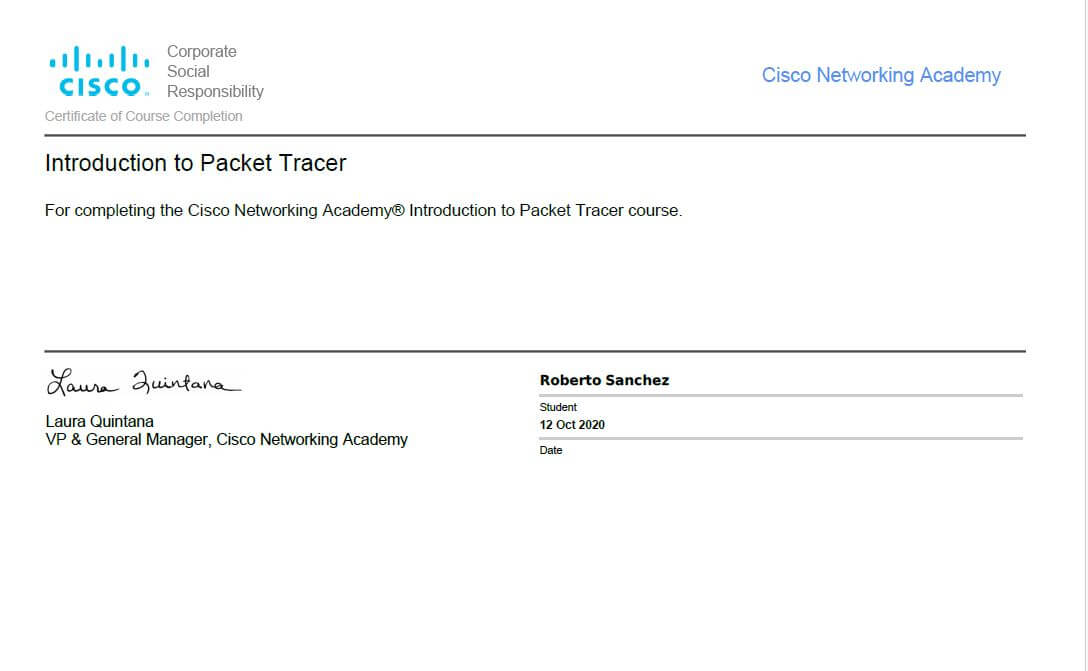 Corporate
Social
Responsibility
CISCO
Certificate of Course Completion
Cisco Networking Academy
Introduction to Packet Tracer
For completing the Cisco Networking Academy® Introduction to Packet Tracer course.
Laura Quintana
Laura Quintana
VP & General Manager, Cisco Networking Academy
Roberto Sanchez
Student
12 Oct 2020
Date